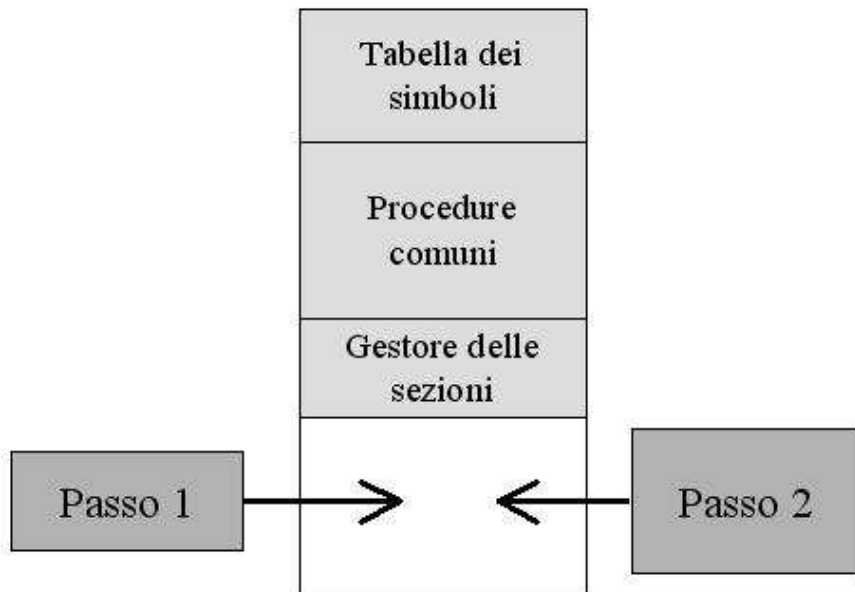 Tabella dei
simboli
Procedure
comuni
Gestore delle
sezioni
Passo 1
Passo 2